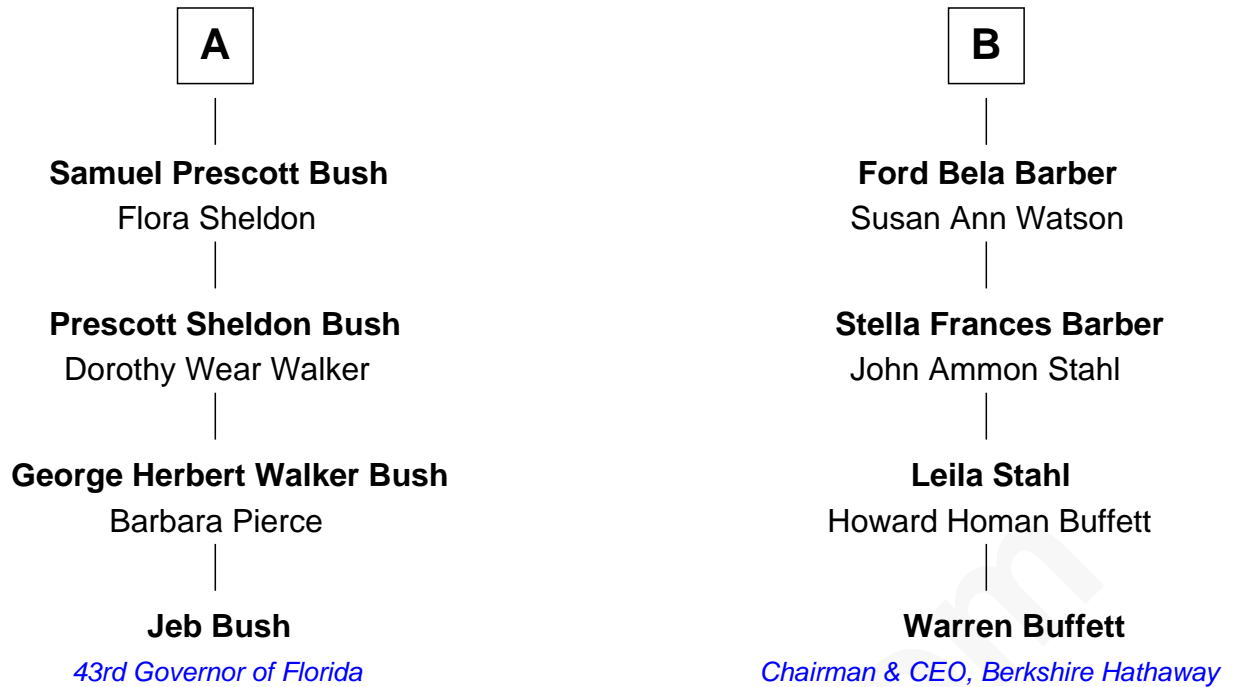 A
Samuel Prescott Bush
Flora Sheldon
Prescott Sheldon Bush
Dorothy Wear Walker
George Herbert Walker Bush
Barbara Pierce
Jeb Bush
43rd Governor of Florida
B
Ford Bela Barber
Susan Ann Watson
Stella Frances Barber
John Ammon Stahl
Leila Stahl
Howard Homan Buffett
Warren Buffett
Chairman & CEO, Berkshire Hathaway